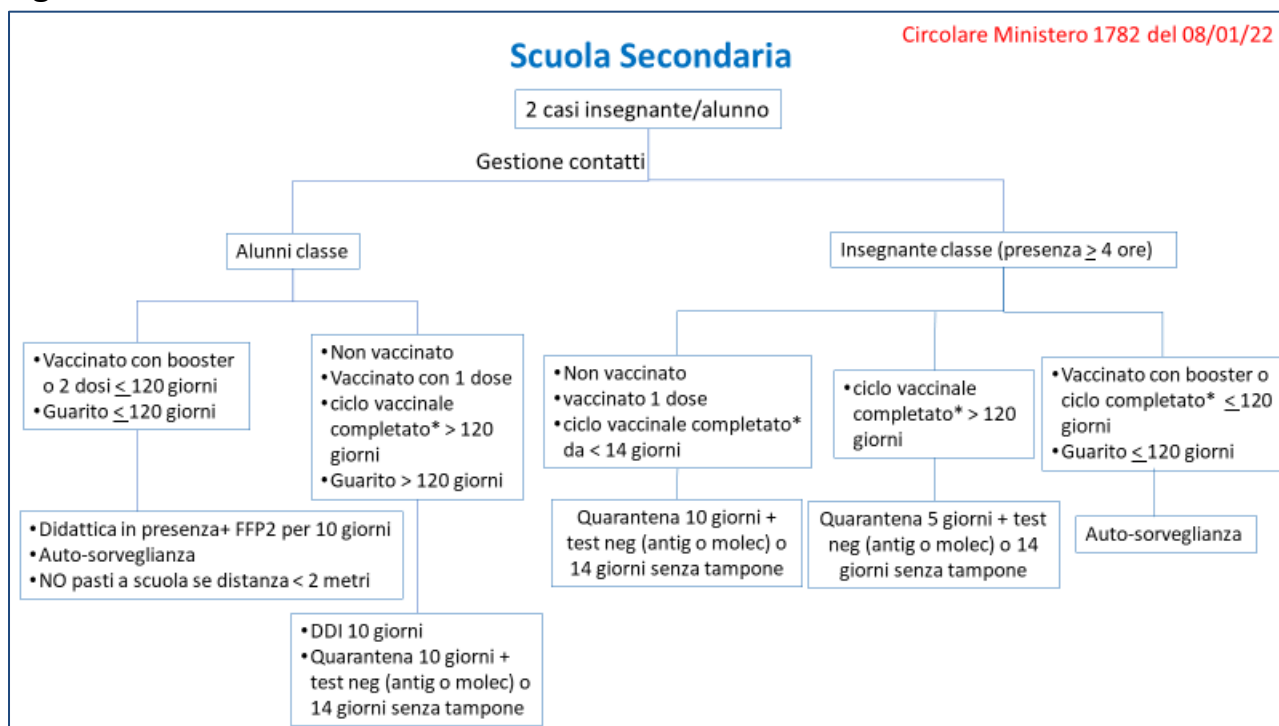 Circolare Ministero 1782 del 08/01/22
Scuola Secondaria
2 casi insegnante/alunno
Gestione contatti
Alunni classe
Insegnante classe (presenza > 4 ore)
•Vaccinato con booster
o 2 dosi < 120 giorni
•Guarito < 120 giorni
•Non vaccinato
•Vaccinato con 1 dose
•ciclo vaccinale
completato* > 120
giorni
•Guarito > 120 giorni
•Non vaccinato
•vaccinato 1 dose
•ciclo vaccinale completato*
da < 14 giorni
•ciclo vaccinale
completato* > 120
giorni
•Vaccinato con booster o
ciclo completato* < 120
giorni
•Guarito < 120 giorni
•Didattica in presenza+ FFP2 per 10 giorni
•Auto-sorveglianza
•NO pasti a scuola se distanza < 2 metri
•DDI 10 giorni
•Quarantena 10 giorni +
test neg (antig o molec) o
14 giorni senza tampone
Quarantena 10 giorni +
test neg (antig o molec) o
14 giorni senza tampone
Quarantena 5 giorni + test
neg (antig o molec) o 14
giorni senza tampone
Auto-sorveglianza